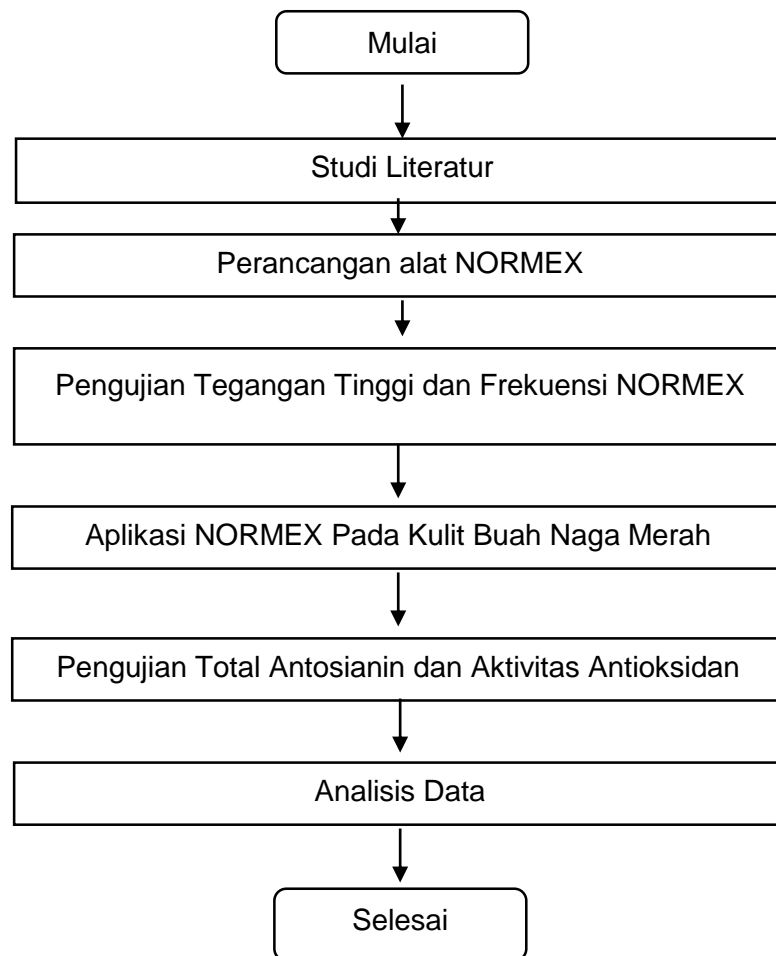 Mulai
Studi Literatur
Perancangan alat NORMEX
Pengujian Tegangan Tinggi dan Frekuensi NORMEX
Aplikasi NORMEX Pada Kulit Buah Naga Merah
Pengujian Total Antosianin dan Aktivitas Antioksidan
Analisis Data
Selesai